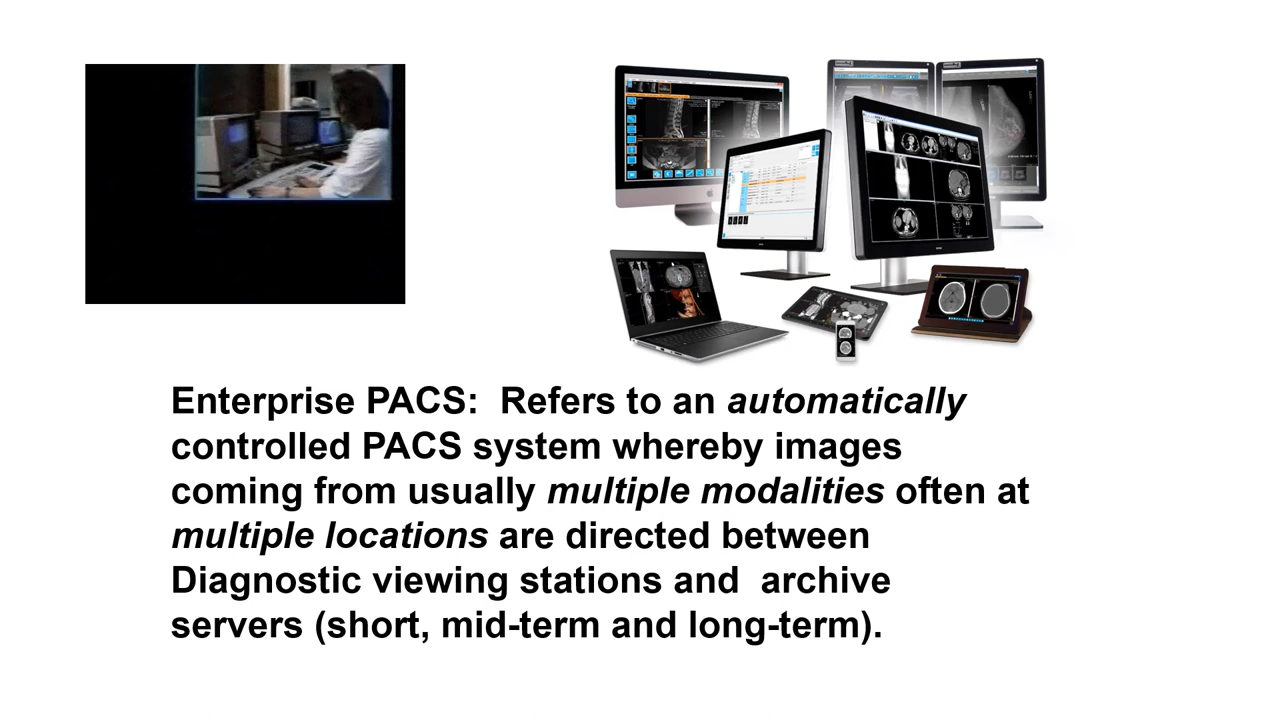 Enterprise PACS:  Refers to an automatically
controlled PACS system whereby images
coming from usually multiple modalities often at
multiple locations are directed between
Diagnostic viewing stations and  archive
servers (short, mid-term and long-term).